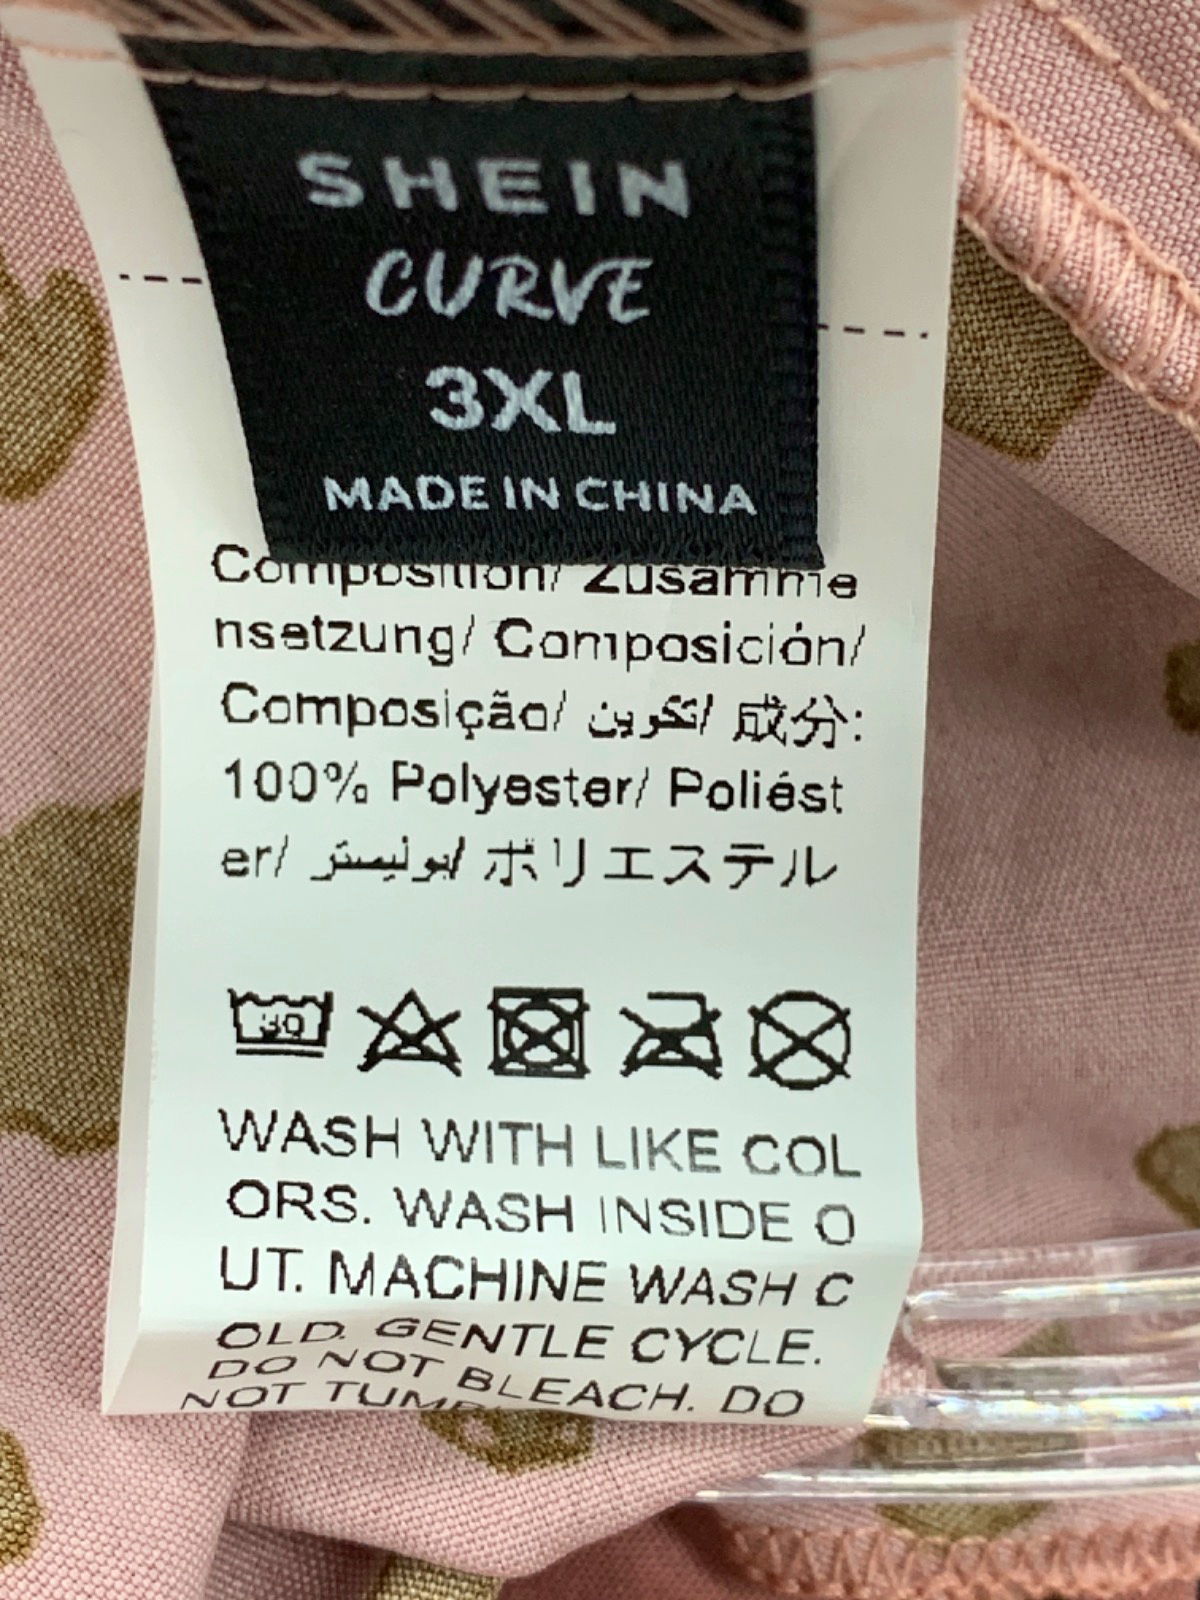 SHEIN
CURVE
3XL
MADE IN CHINA
Composition/ Zusamme
nsetzung/ Composición/
Composição/ تكوين/ 成分:
100% Polyester/ Poliést
er/ بوليستر/ ポリエステル
30
WASH WITH LIKE COL
ORS. WASH INSIDE O
UT. MACHINE WASH C
OLD. GENTLE CYCLE.
DO NOT BLEACH. DO
NOT TUMB